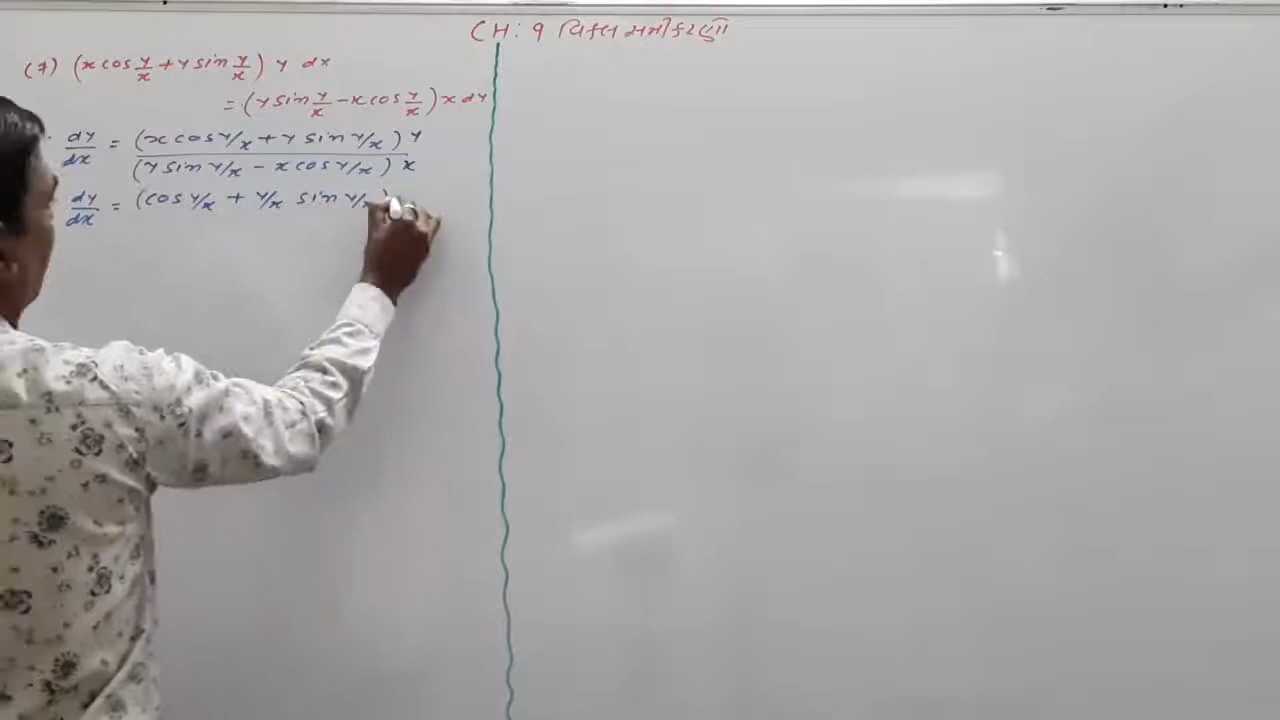 CH: 9 વિકલ સમીકરણો
(7) (x cos y/x + y sin y/x) y dx
= (y sin y/x - x cos y/x) x dy
dy/dx = (x cos y/x + y sin y/x) y / (y sin y/x - x cos y/x) x
dy/dx = (cos y/x + y/x sin y/x)